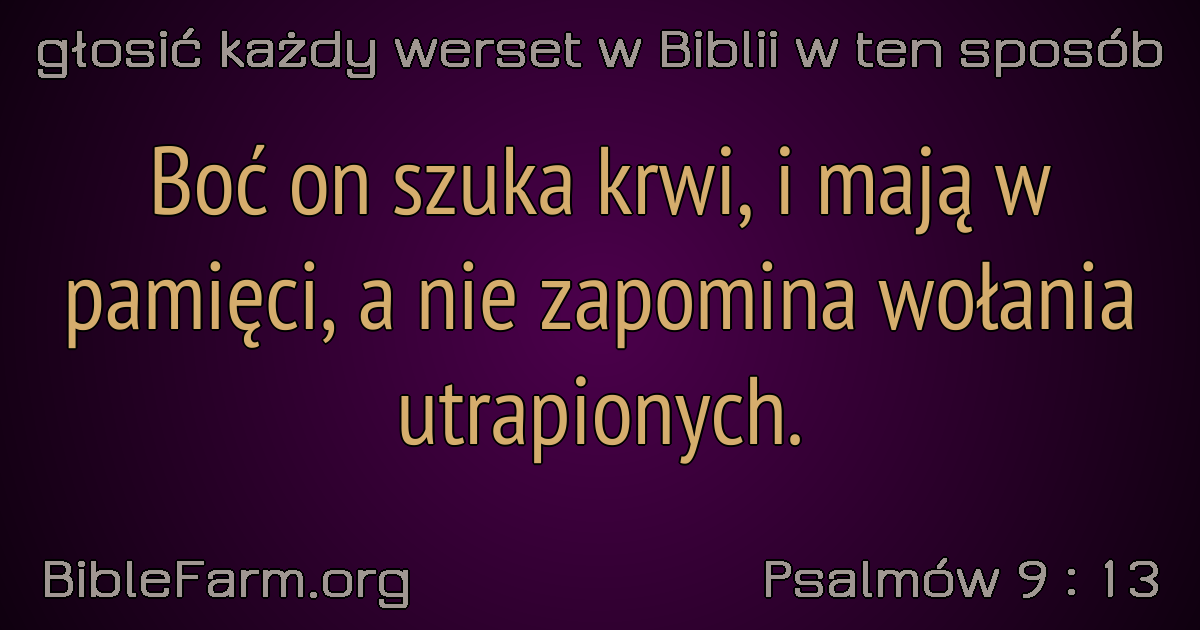 głosić każdy werset w Biblii w ten sposób
Boć on szuka krwi, i mają w
pamięci, a nie zapomina wołania
utrapionych.
BibleFarm.org
Psalmów 9 : 13